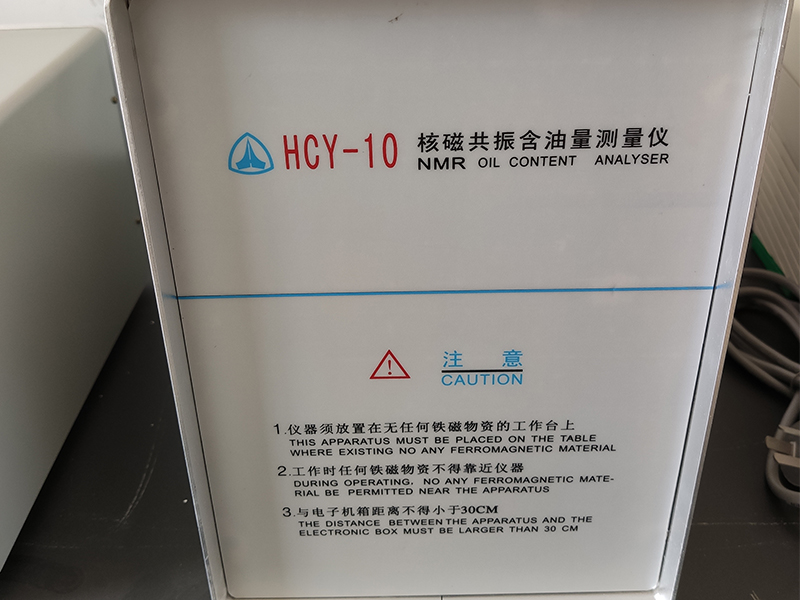 HCY-10 核磁共振含油量测量仪
NMR OIL CONTENT ANALYSER
注 意
CAUTION
1.仪器须放置在无任何铁磁物资的工作台上
THIS APPARATUS MUST BE PLACED ON THE TABLE
WHERE EXISTING NO ANY FERROMAGNETIC MATERIAL
2.工作时任何铁磁物资不得靠近仪器
DURING OPERATING, NO ANY FERROMAGNETIC MATE-
RIAL BE PERMITTED NEAR THE APPARATUS
3.与电子机箱距离不得小于30CM
THE DISTANCE BETWEEN THE APPARATUS AND THE
ELECTRONIC BOX MUST BE LARGER THAN 30 CM